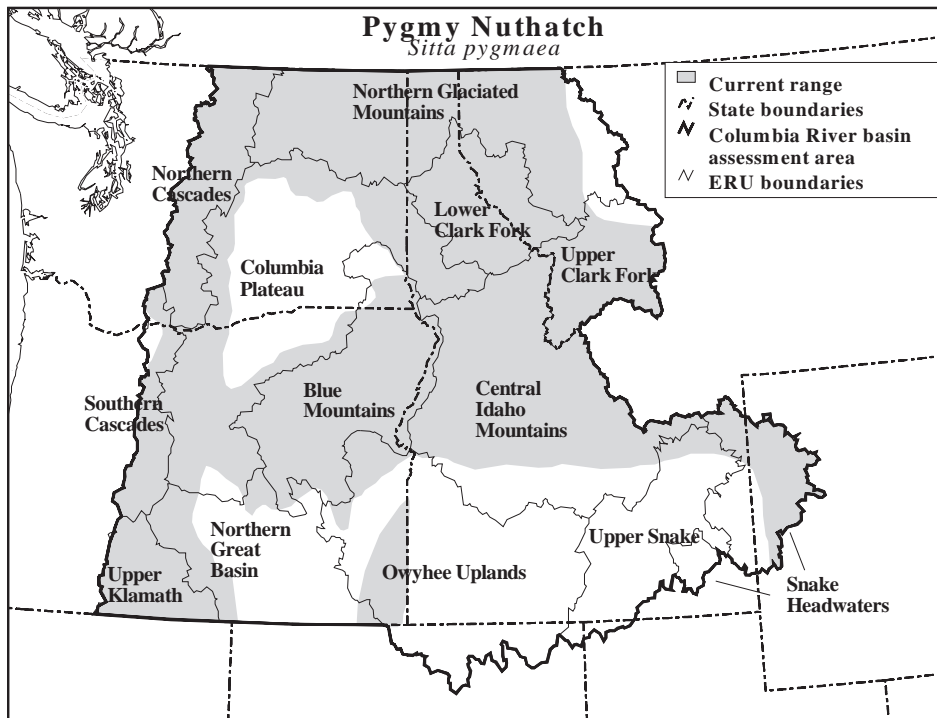 Pygmy Nuthatch
Sitta pygmaea
Current range
State boundaries
Columbia River basin
assessment area
ERU boundaries
Northern Glaciated
Mountains
Northern
Cascades
Lower
Clark Fork
Upper
Clark Fork
Columbia
Plateau
Blue
Mountains
Central
Idaho
Mountains
Southern
Cascades
Northern
Great
Basin
Upper Snake
Upper
Klamath
Owyhee Uplands
Snake
Headwaters